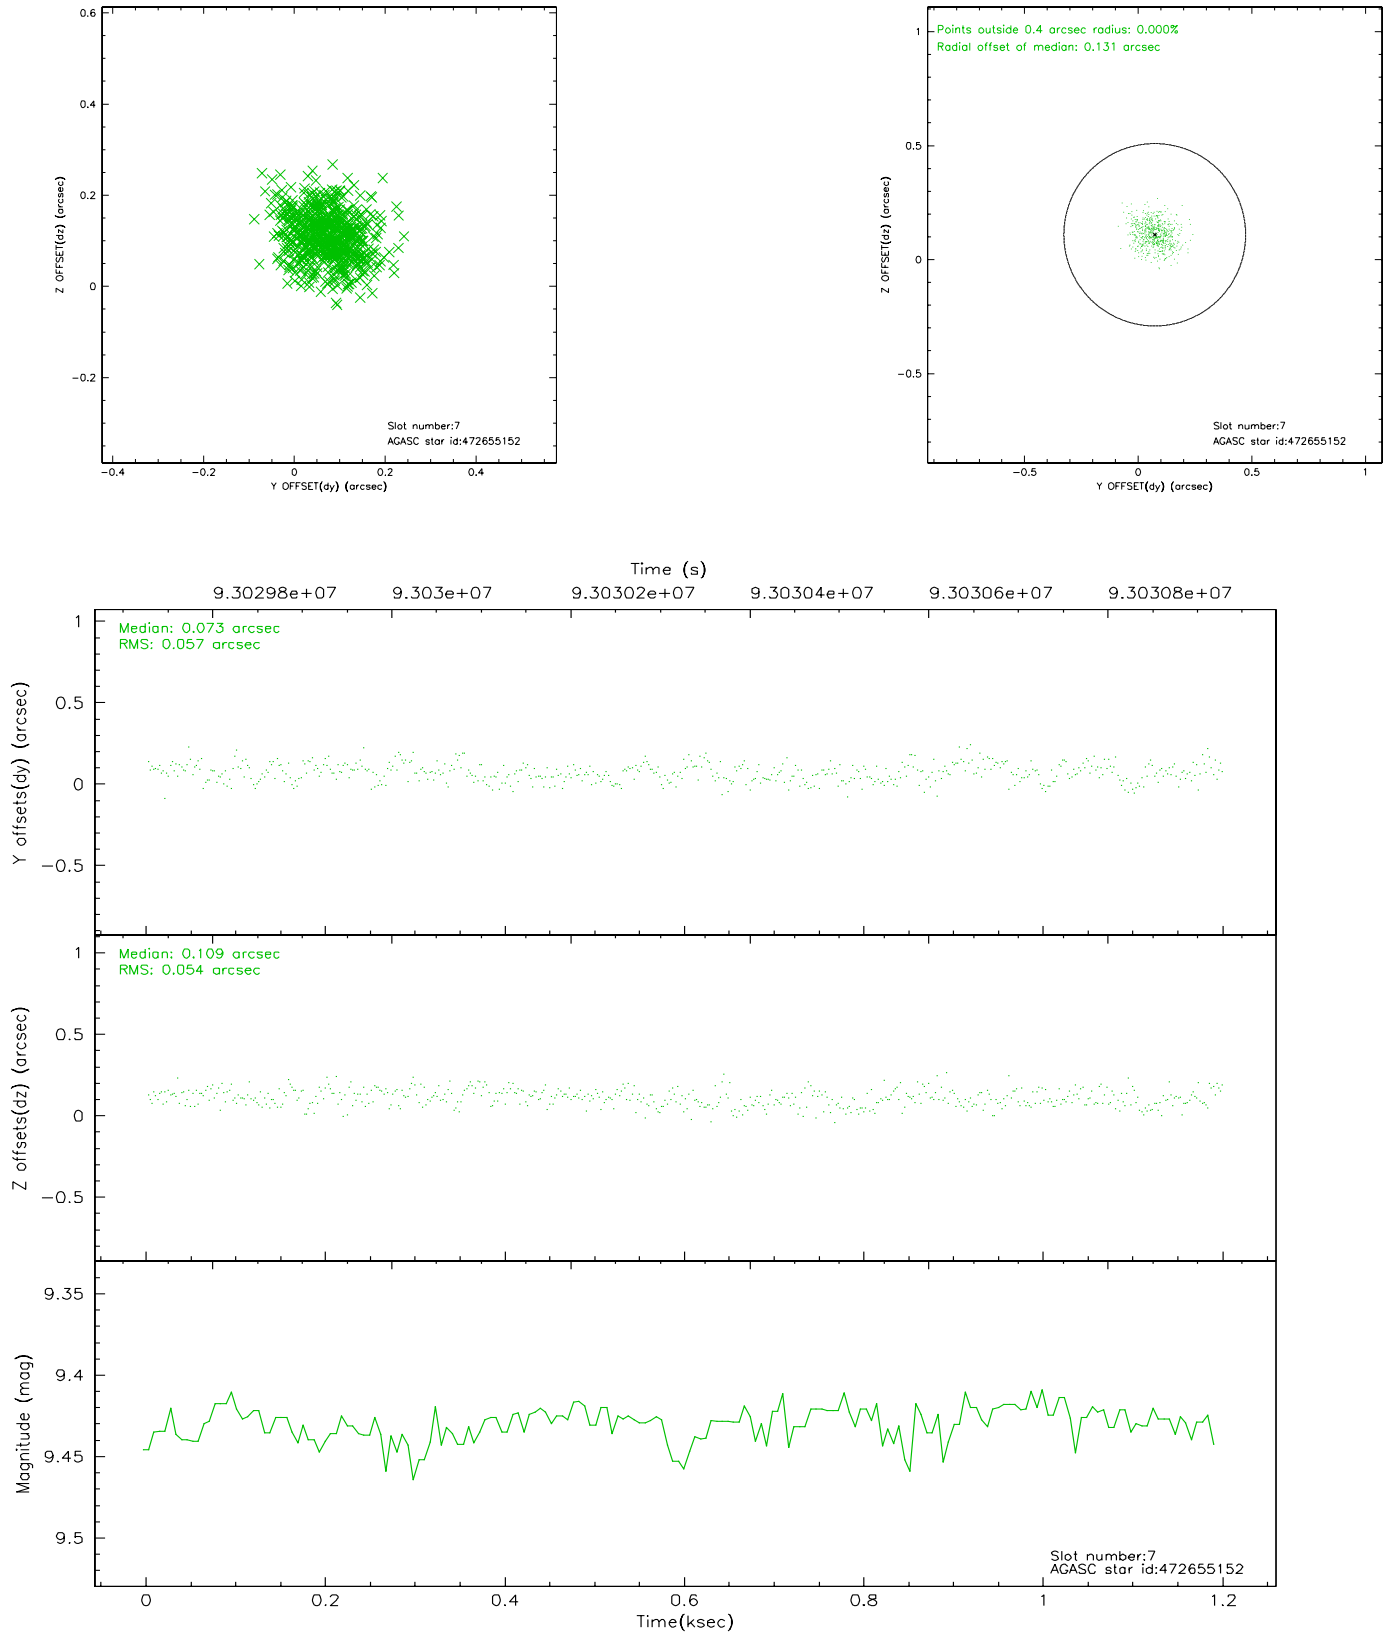 0.6
0.4
0.2
0
−0.2
Z OFFSET(dz) (arcsec)
Slot number:7
AGASC star id:472655152
−0.4 −0.2 0 0.2 0.4
Y OFFSET(dy) (arcsec)
Points outside 0.4 arcsec radius: 0.000%
Radial offset of median: 0.131 arcsec
1
0.5
0
−0.5
Z OFFSET(dz) (arcsec)
Slot number:7
AGASC star id:472655152
−0.5 0 0.5 1
Y OFFSET(dy) (arcsec)
Time (s)
9.30298e+07 9.303e+07 9.30302e+07 9.30304e+07 9.30306e+07 9.30308e+07
Median: 0.073 arcsec
RMS: 0.057 arcsec
1
0.5
0
−0.5
Y offsets(dy) (arcsec)
Median: 0.109 arcsec
RMS: 0.054 arcsec
1
0.5
0
−0.5
Z offsets(dz) (arcsec)
9.35
9.4
9.45
9.5
Magnitude (mag)
Slot number:7
AGASC star id:472655152
0 0.2 0.4 0.6 0.8 1 1.2
Time(ksec)